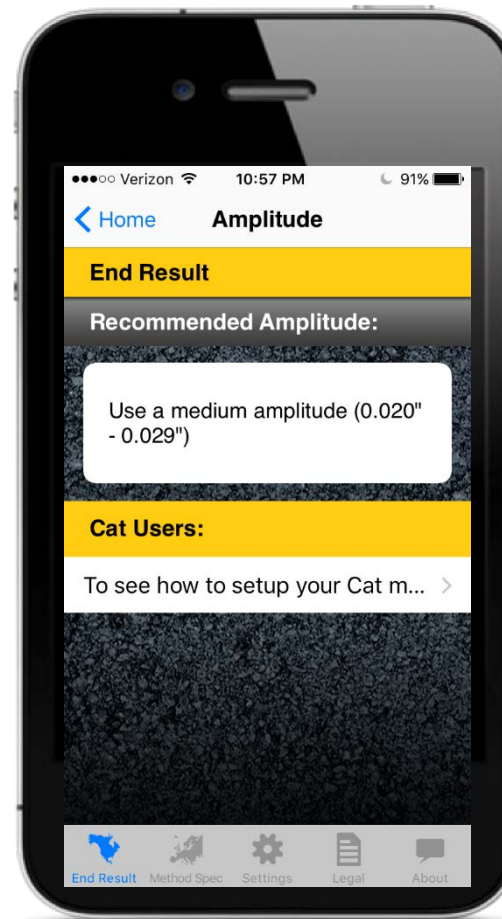 ●●●○○ Verizon 10:57 PM 91%
Home Amplitude
End Result
Recommended Amplitude:
Use a medium amplitude (0.020"
- 0.029")
Cat Users:
To see how to setup your Cat m... >
End Result Method Spec Settings Legal About